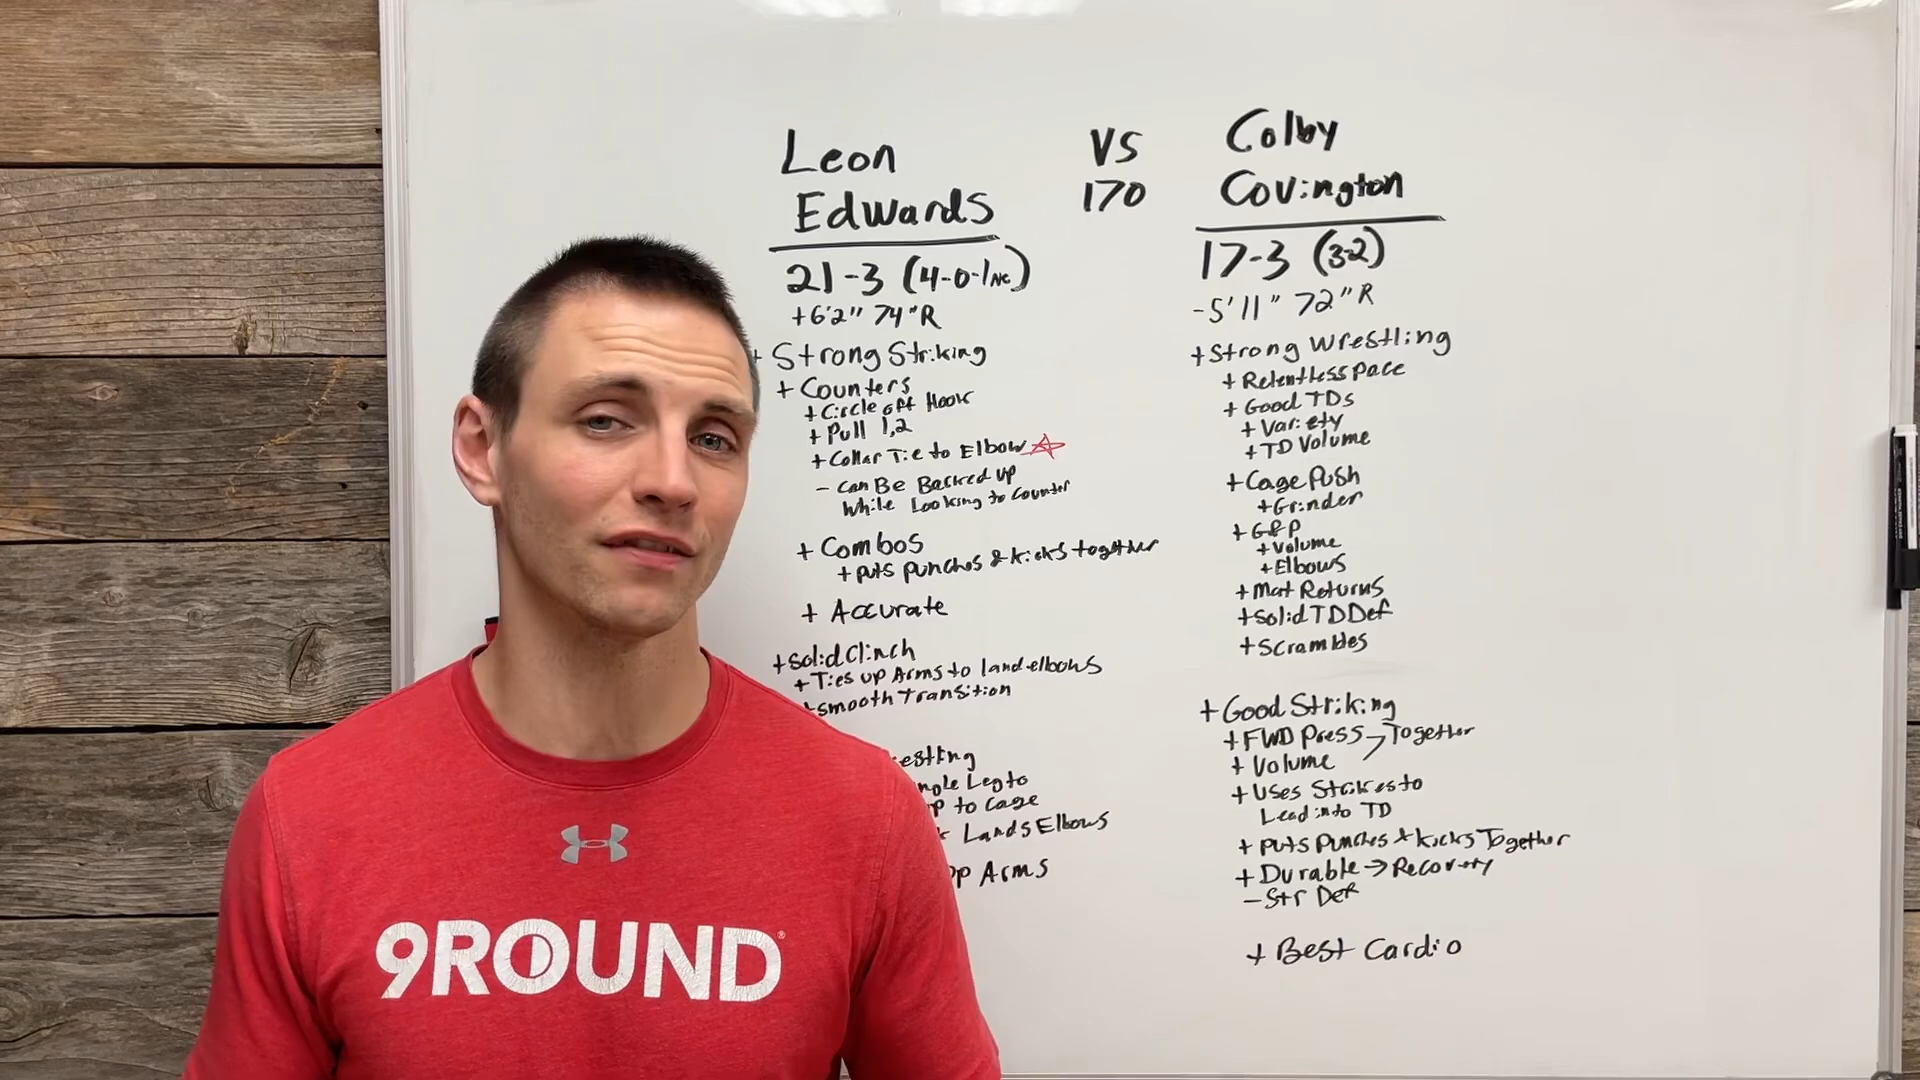 Leon
Edwards
21-3 (4-0-1NC)
+6'2" 74"R
+ Strong Striking
+ Counters
+ Circle off Hook
+ Pull 1,2
+ Collar Tie to Elbow
- Can Be Backed up
while Looking to Counter
+ Combos
+ puts punches & kicks together
+ Accurate
+ Solid Clinch
+ Ties up Arms to land elbows
+ smooth Transition
Leg to
to Cage
Lands Elbows
Arms
VS
170
Colby
Covington
17-3 (3-2)
-5'11" 72"R
+ Strong Wrestling
+ Relentless pace
+ Good TDs
+ Variety
+ TD Volume
+ Cage Push
+ Grinder
+ G&P
+ Volume
+ Elbows
+ Mat Returns
+ Solid TD Def
+ Scrambles
+ Good Striking
+ FWD Press
Together
+ Volume
+ Uses Strikes to
Lead into TD
+ puts Punches & kicks Together
+ Durable → Recovery
- Str Def
+ Best Cardio
9ROUND